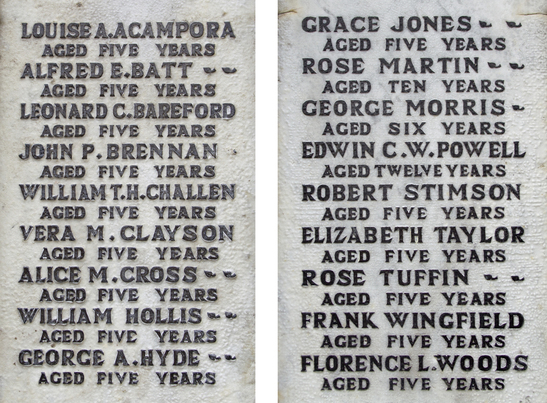 LOUISE A. ACAMPORA
AGED FIVE YEARS
ALFRED E. BATT
AGED FIVE YEARS
LEONARD C. BAREFORD
AGED FIVE YEARS
JOHN P. BRENNAN
AGED FIVE YEARS
WILLIAM T. H. CHALLEN
AGED FIVE YEARS
VERA M. CLAYSON
AGED FIVE YEARS
ALICE M. CROSS
AGED FIVE YEARS
WILLIAM HOLLIS
AGED FIVE YEARS
GEORGE A. HYDE
AGED FIVE YEARS
GRACE JONES
AGED FIVE YEARS
ROSE MARTIN
AGED TEN YEARS
GEORGE MORRIS
AGED SIX YEARS
EDWIN C. W. POWELL
AGED TWELVE YEARS
ROBERT STIMSON
AGED FIVE YEARS
ELIZABETH TAYLOR
AGED FIVE YEARS
ROSE TUFFIN
AGED FIVE YEARS
FRANK WINGFIELD
AGED FIVE YEARS
FLORENCE L. WOODS
AGED FIVE YEARS